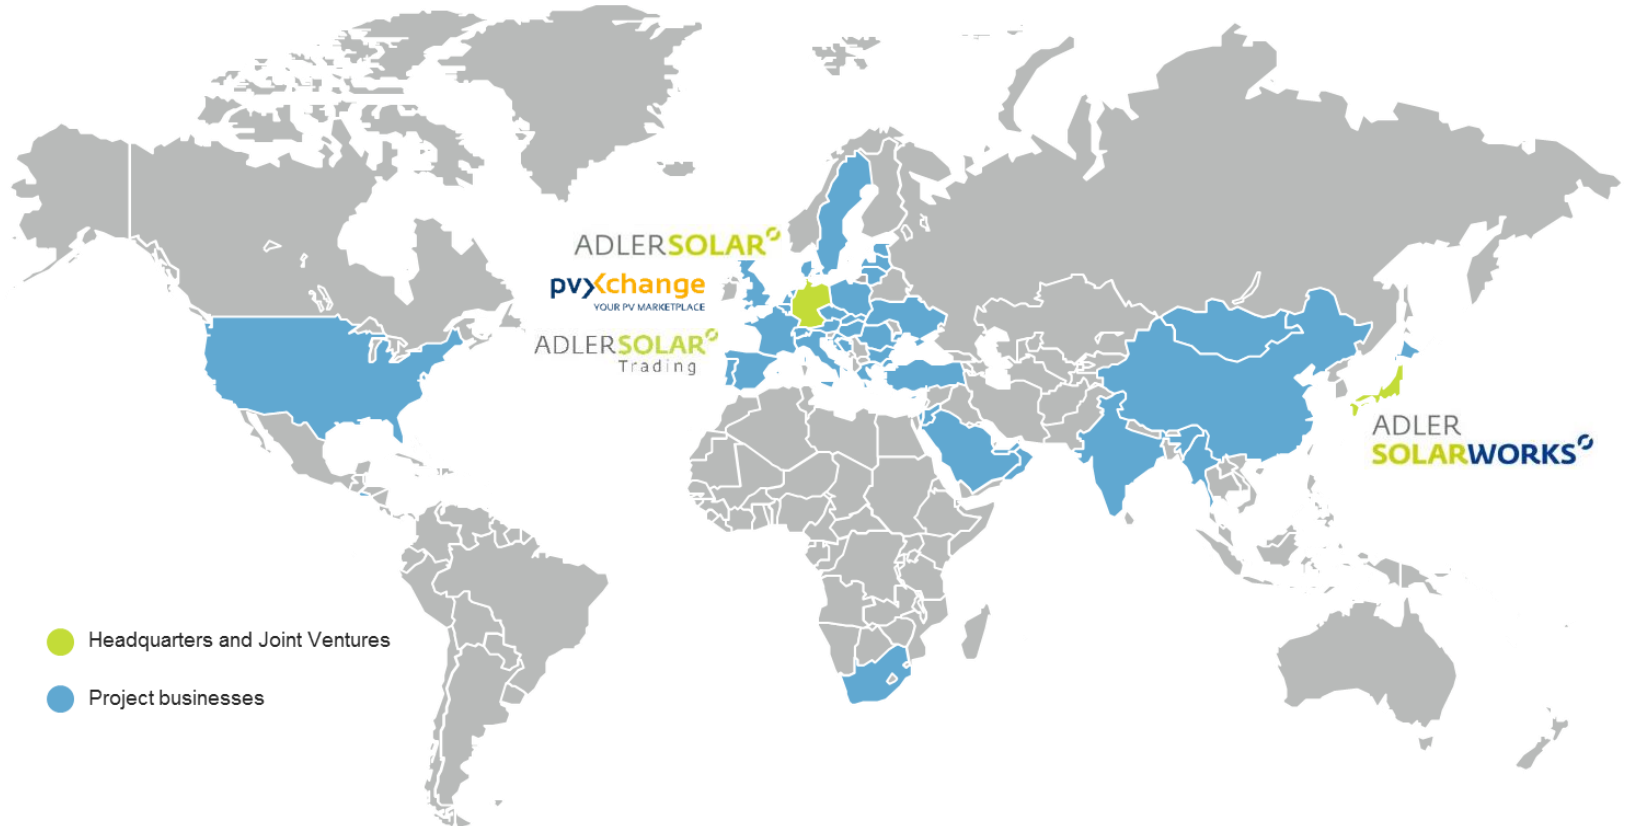 ADLERSOLAR
pvXchange
YOUR PV MARKETPLACE
ADLERSOLAR
Trading
ADLER
SOLARWORKS
Headquarters and Joint Ventures
Project businesses